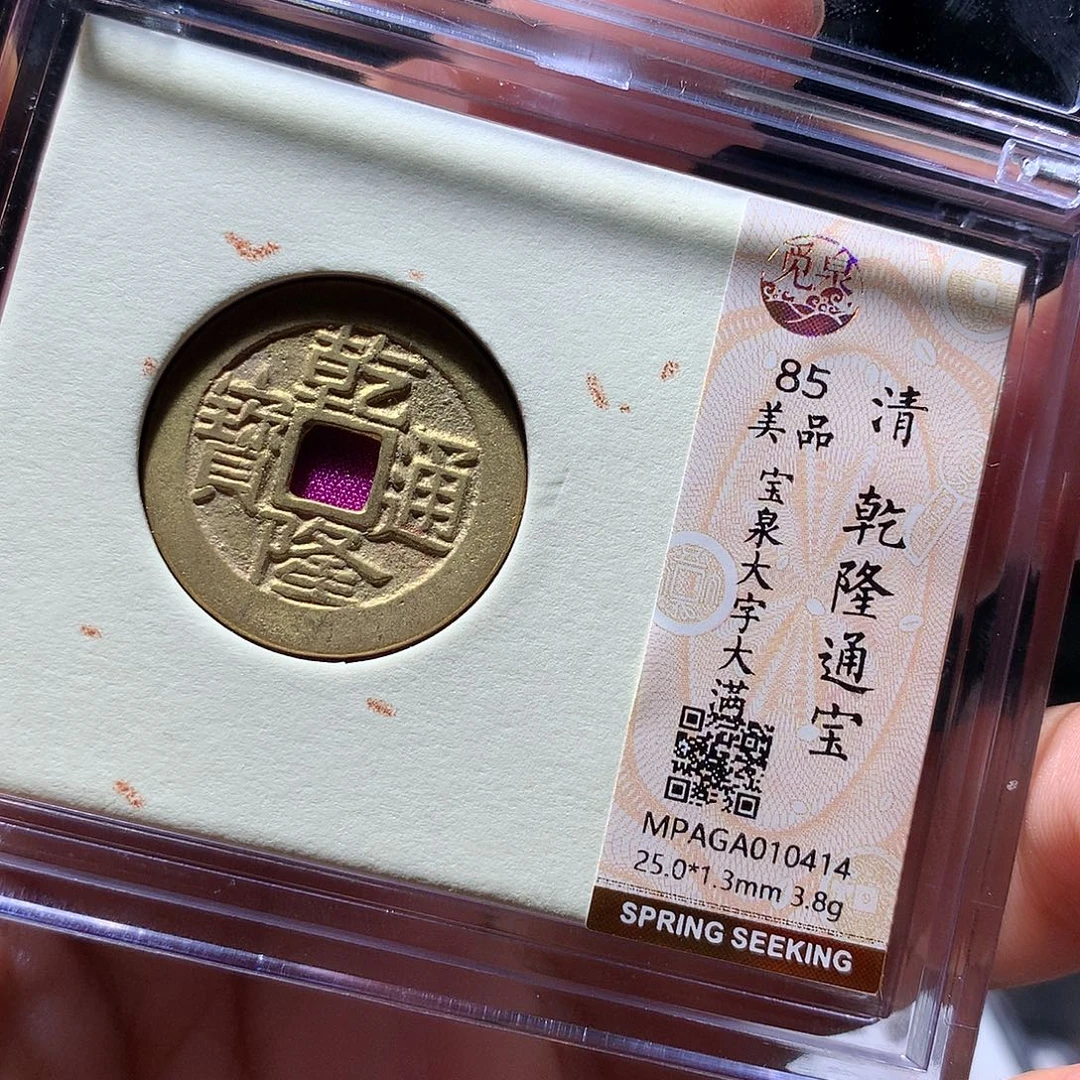 乾隆通寳
觅泉
清 乾隆通宝
85
美品
宝泉大字大满
MPAGA010414
25.0*1.3mm 3.8g
SPRING SEEKING